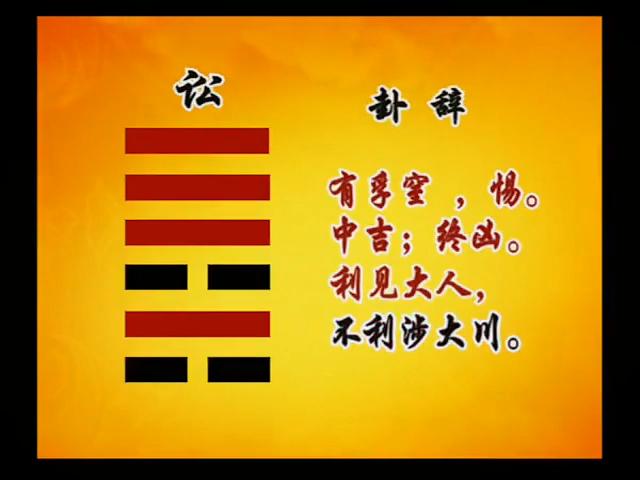 讼
卦辞
有孚窒，惕。
中吉；终凶。
利见大人，
不利涉大川。